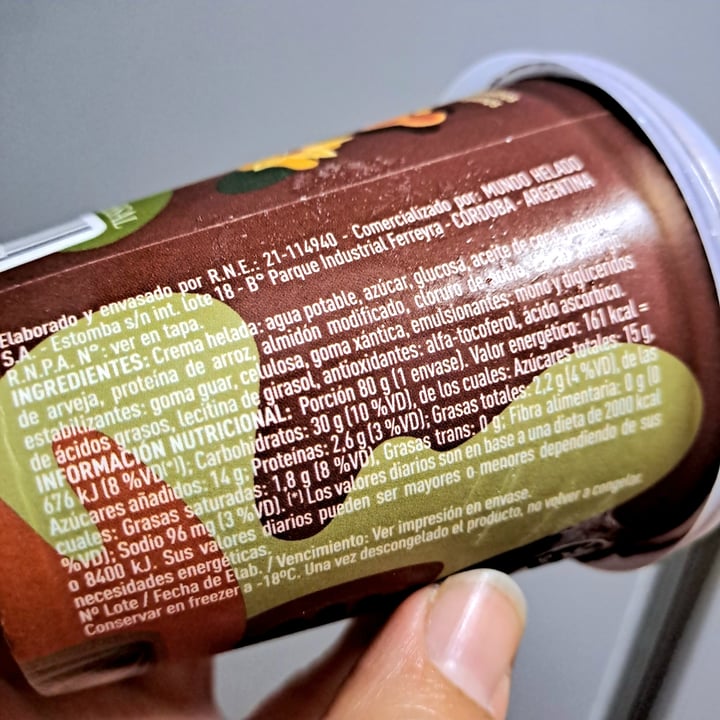 Elaborado y envasado por R.N.E.: 21-114940 - Comercializado por: MUNDO HELADO
S.A. - Estomba s/n int. lote 18 - B° Parque Industrial Ferreyra - CÓRDOBA - ARGENTINA
R.N.P.A. N°: ver en tapa.
INGREDIENTES: Crema helada: agua potable, azúcar, glucosa, aceite de
de arveja, proteína de arroz, almidón modificado, cloruro de
estabilizantes: goma guar, celulosa, goma xántica, emulsionantes: mono y diglicéridos
de ácidos grasos, lecitina de girasol, antioxidantes: alfa-tocoferol, ácido ascórbico.
INFORMACIÓN NUTRICIONAL: Porción 80 g (1 envase). Valor energético: 161 kcal =
676 kJ (8 %VD(*)); Carbohidratos: 30 g (10 %VD), de los cuales: Azúcares totales: 15 g,
Azúcares añadidos: 14 g; Proteínas: 2,6 g (3 %VD); Grasas totales: 2,2 g (4 %VD), de las
cuales: Grasas saturadas: 1,8 g (8 %VD), Grasas trans: 0 g; Fibra alimentaria: 0 g (0
%VD); Sodio 96 mg (3 %VD). (*) Los valores diarios son en base a una dieta de 2000 kcal
o 8400 kJ. Sus valores diarios pueden ser mayores o menores dependiendo de sus
necesidades energéticas.
N° Lote / Fecha de Elab. / Vencimiento: Ver impresión en envase.
Conservar en freezer a -18°C. Una vez descongelado el producto, no volver a congelar.